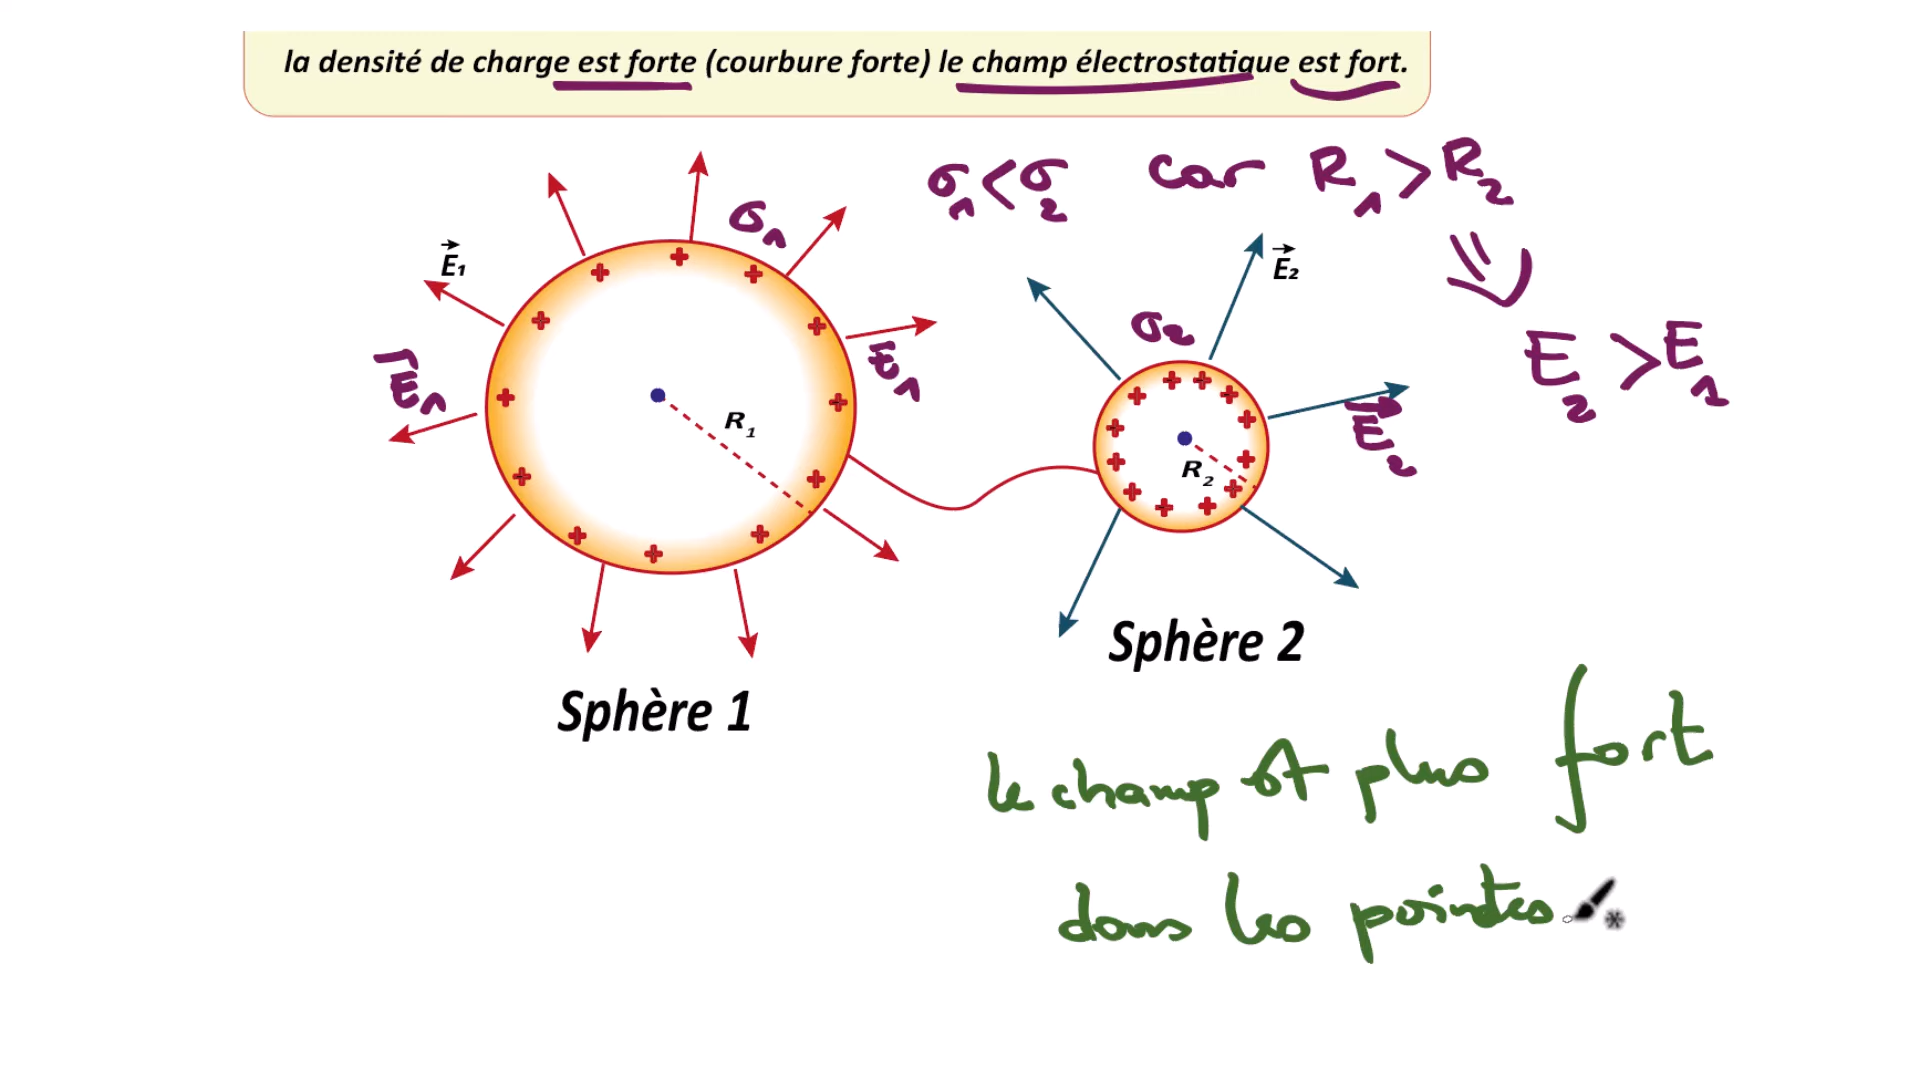 la densité de charge est forte (courbure forte) le champ électrostatique est fort.
σ₁ < σ₂ car R₁ > R₂
σ₁
E₁
E₂
σ₂
E₂ > E₁
E₁
E₁
R₁
E₂
R₂
Sphère 2
Sphère 1
le champ est plus fort
dans les pointes